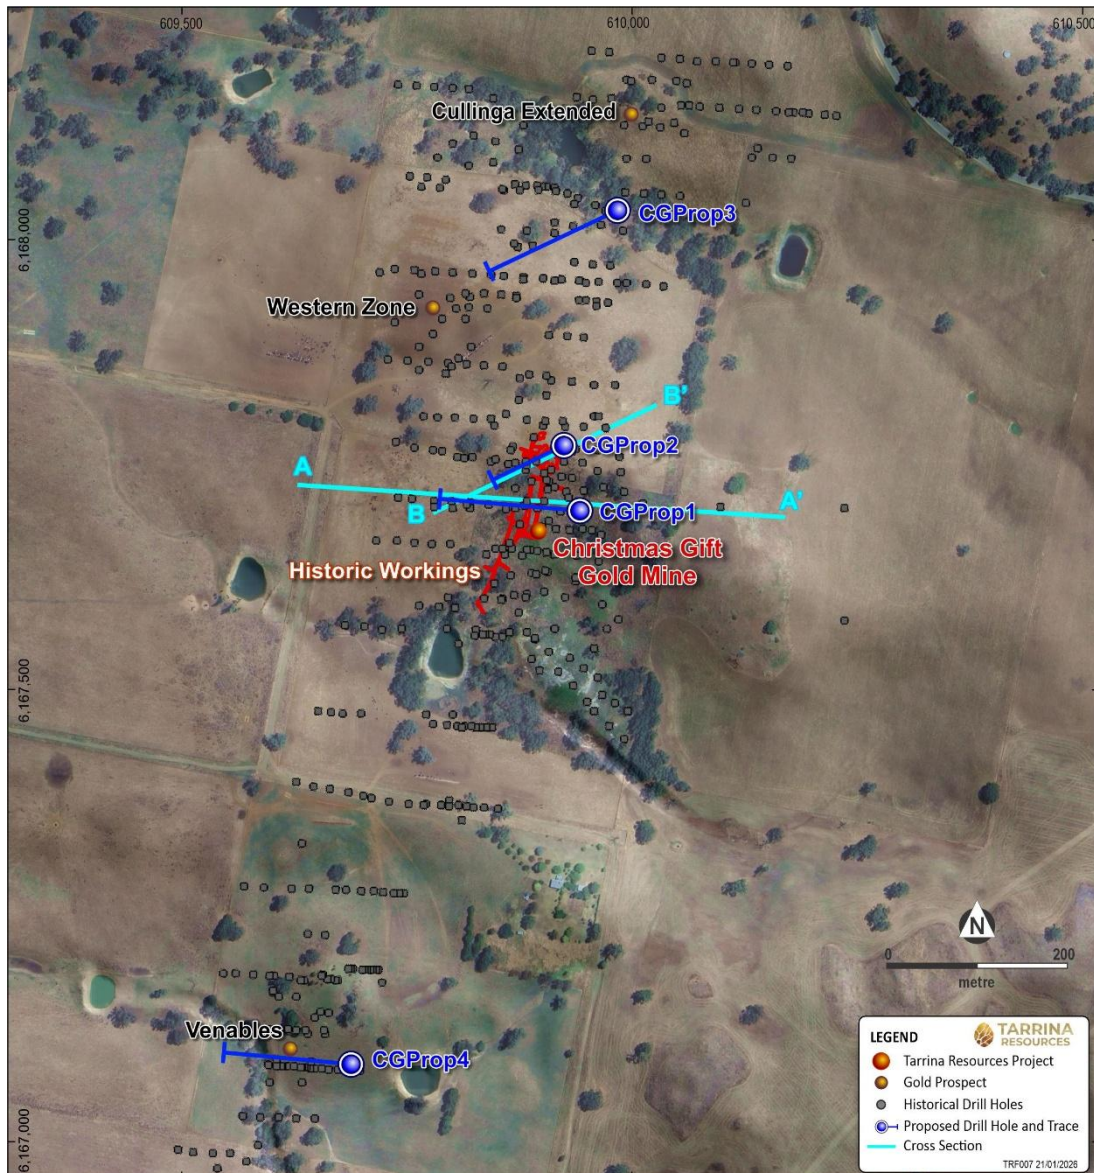 609,500
610,000
610,500
6,168,000
6,167,500
6,167,000
Cullinga Extended
CGProp3
Western Zone
B'
CGProp2
A
B
CGProp1
A'
Christmas Gift
Gold Mine
Historic Workings
Venables
CGProp4
N
0
200
metre
LEGEND
TARRINA
RESOURCES
Tarrina Resources Project
Gold Prospect
Historical Drill Holes
Proposed Drill Hole and Trace
Cross Section
TRF007 21/01/2026